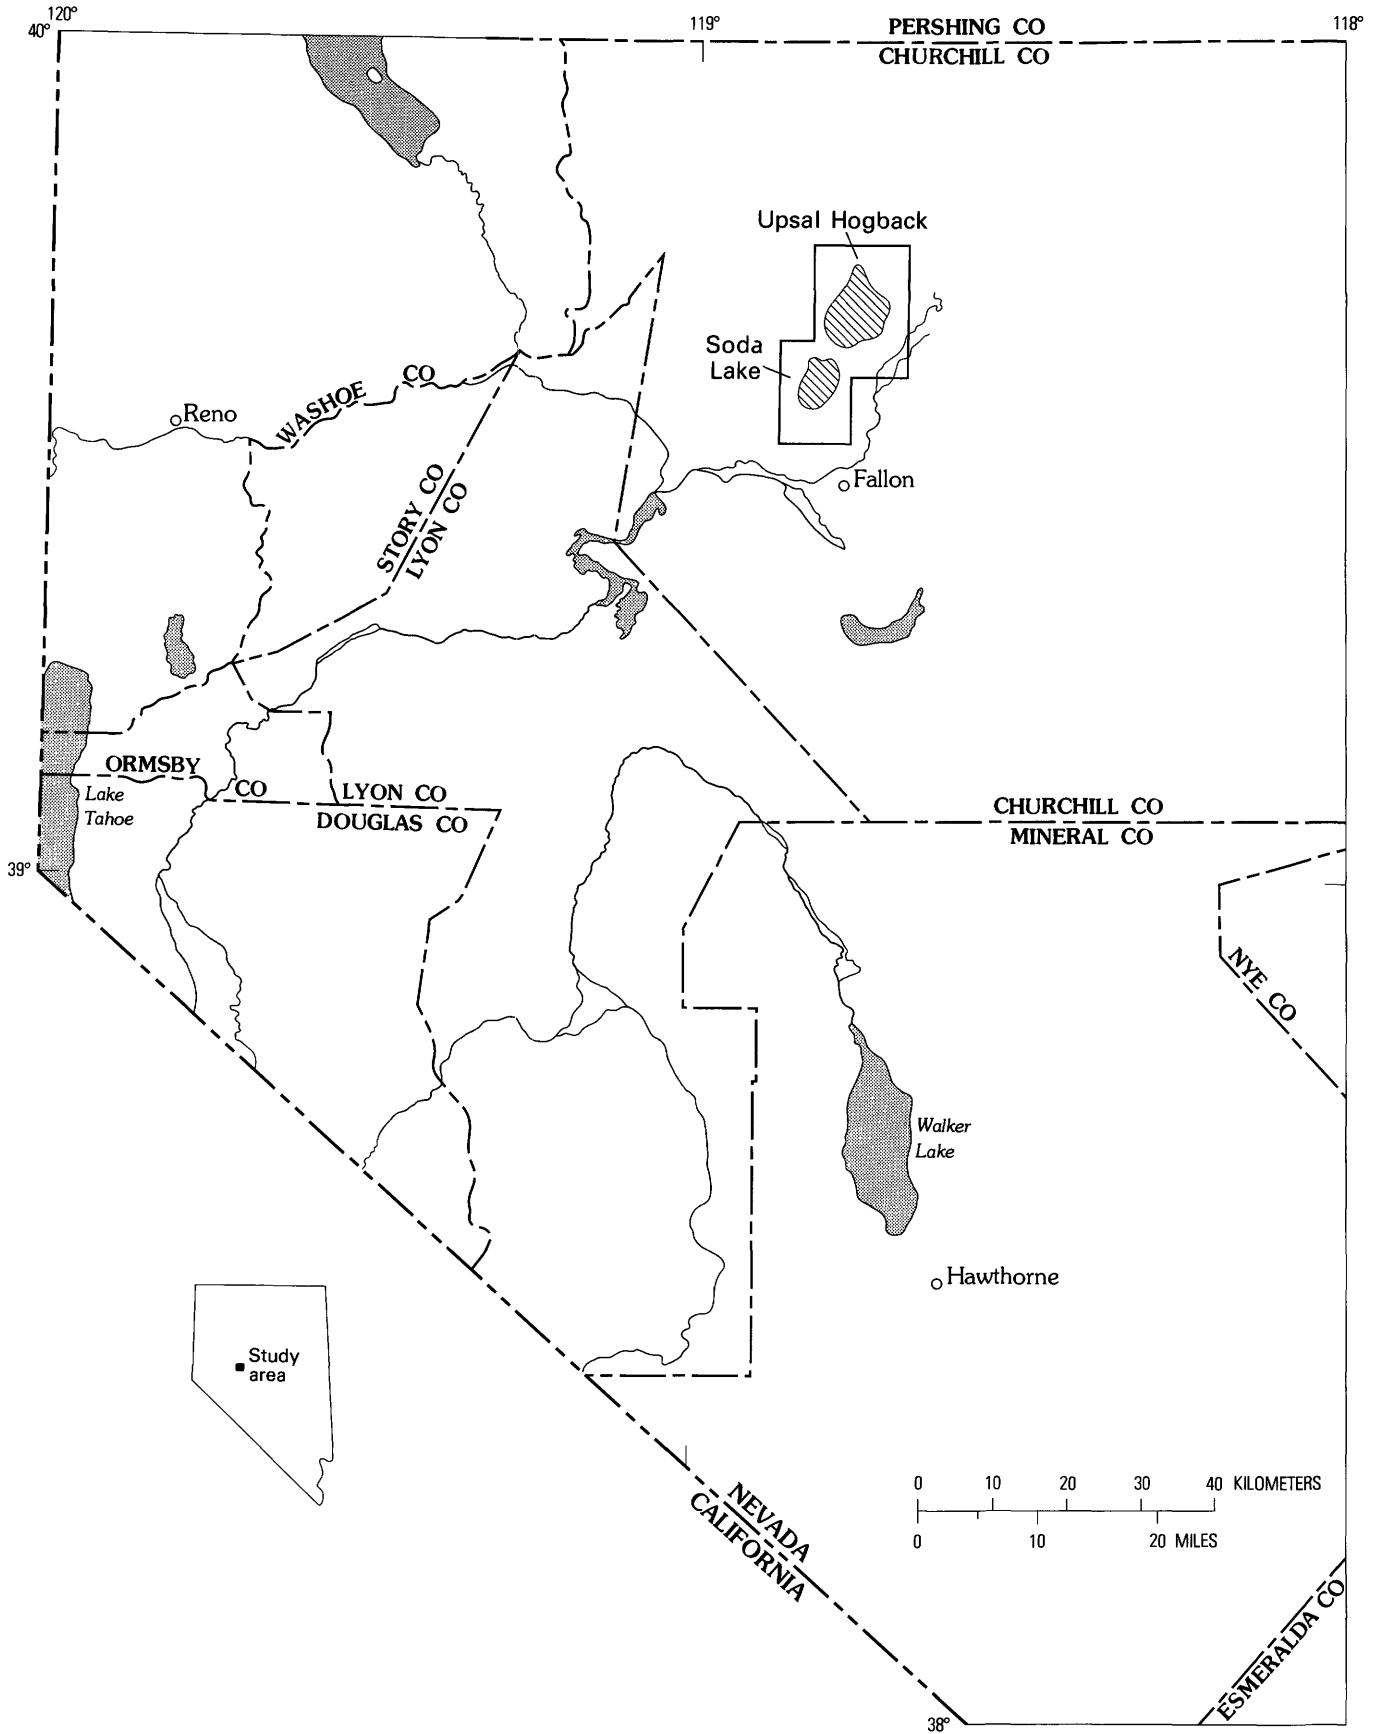 120°
119°
118°
40°
PERSHING CO
CHURCHILL CO
Upsal Hogback
Soda
Lake
WASHOE CO
Reno
STORY CO
LYON CO
Fallon
ORMSBY
CO
Lake
Tahoe
LYON CO
DOUGLAS CO
CHURCHILL CO
MINERAL CO
39°
NYE CO
Walker
Lake
Hawthorne
Study
area
NEVADA
CALIFORNIA
0 10 20 30 40 KILOMETERS
0 10 20 MILES
ESMERALDA CO
38°